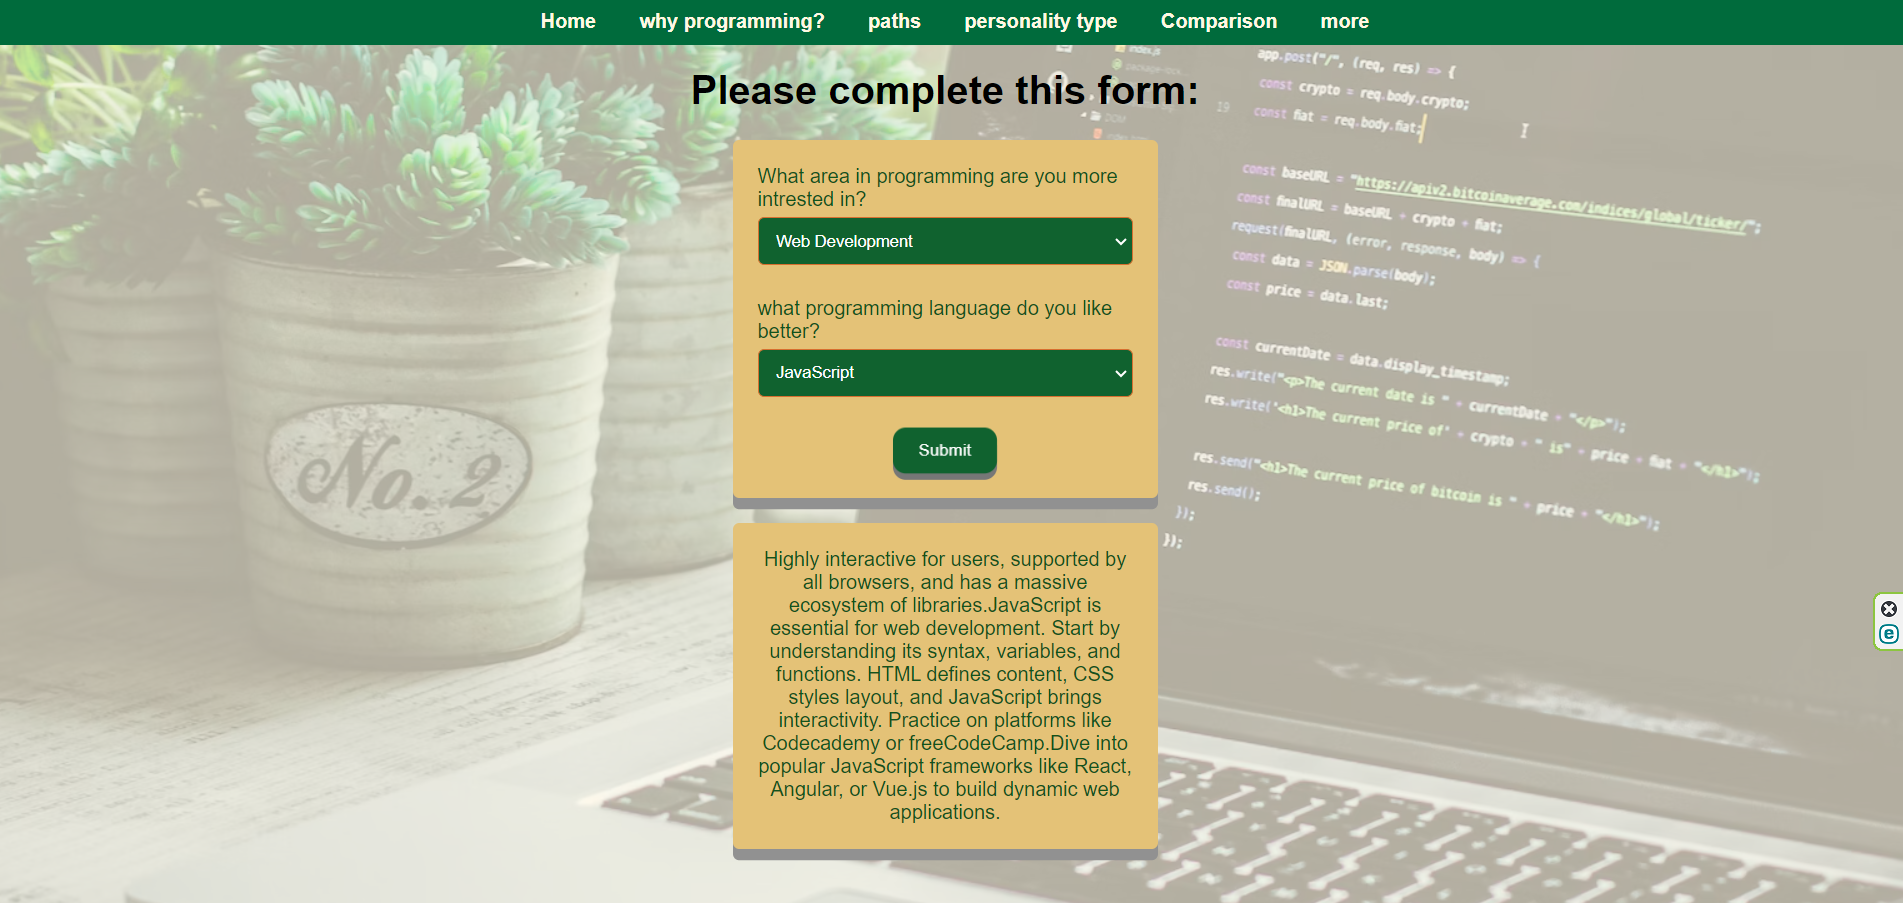 Home why programming? paths personality type Comparison more
Please complete this form:
What area in programming are you more
intrested in?
Web Development
what programming language do you like
better?
JavaScript
Submit
Highly interactive for users, supported by
all browsers, and has a massive
ecosystem of libraries.JavaScript is
essential for web development. Start by
understanding its syntax, variables, and
functions. HTML defines content, CSS
styles layout, and JavaScript brings
interactivity. Practice on platforms like
Codecademy or freeCodeCamp.Dive into
popular JavaScript frameworks like React,
Angular, or Vue.js to build dynamic web
applications.
No. 2
index.js
package-lock...
DOM
app.post("/", (req, res) => {
const crypto = req.body.crypto;
19 const fiat = req.body.fiat;
const baseURL = "https://apiv2.bitcoinaverage.com/indices/global/ticker/";
const finalURL = baseURL + crypto + fiat;
request(finalURL, (error, response, body) => {
const data = JSON.parse(body);
const price = data.last;
const currentDate = data.display_timestamp;
res.write("<p>The current date is " + currentDate + "</p>");
res.write("<h1>The current price of" + crypto + " is" + price + fiat + "</h1>");
res.send("<h1>The current price of bitcoin is " + price + "</h1>");
res.send();
});
});
e